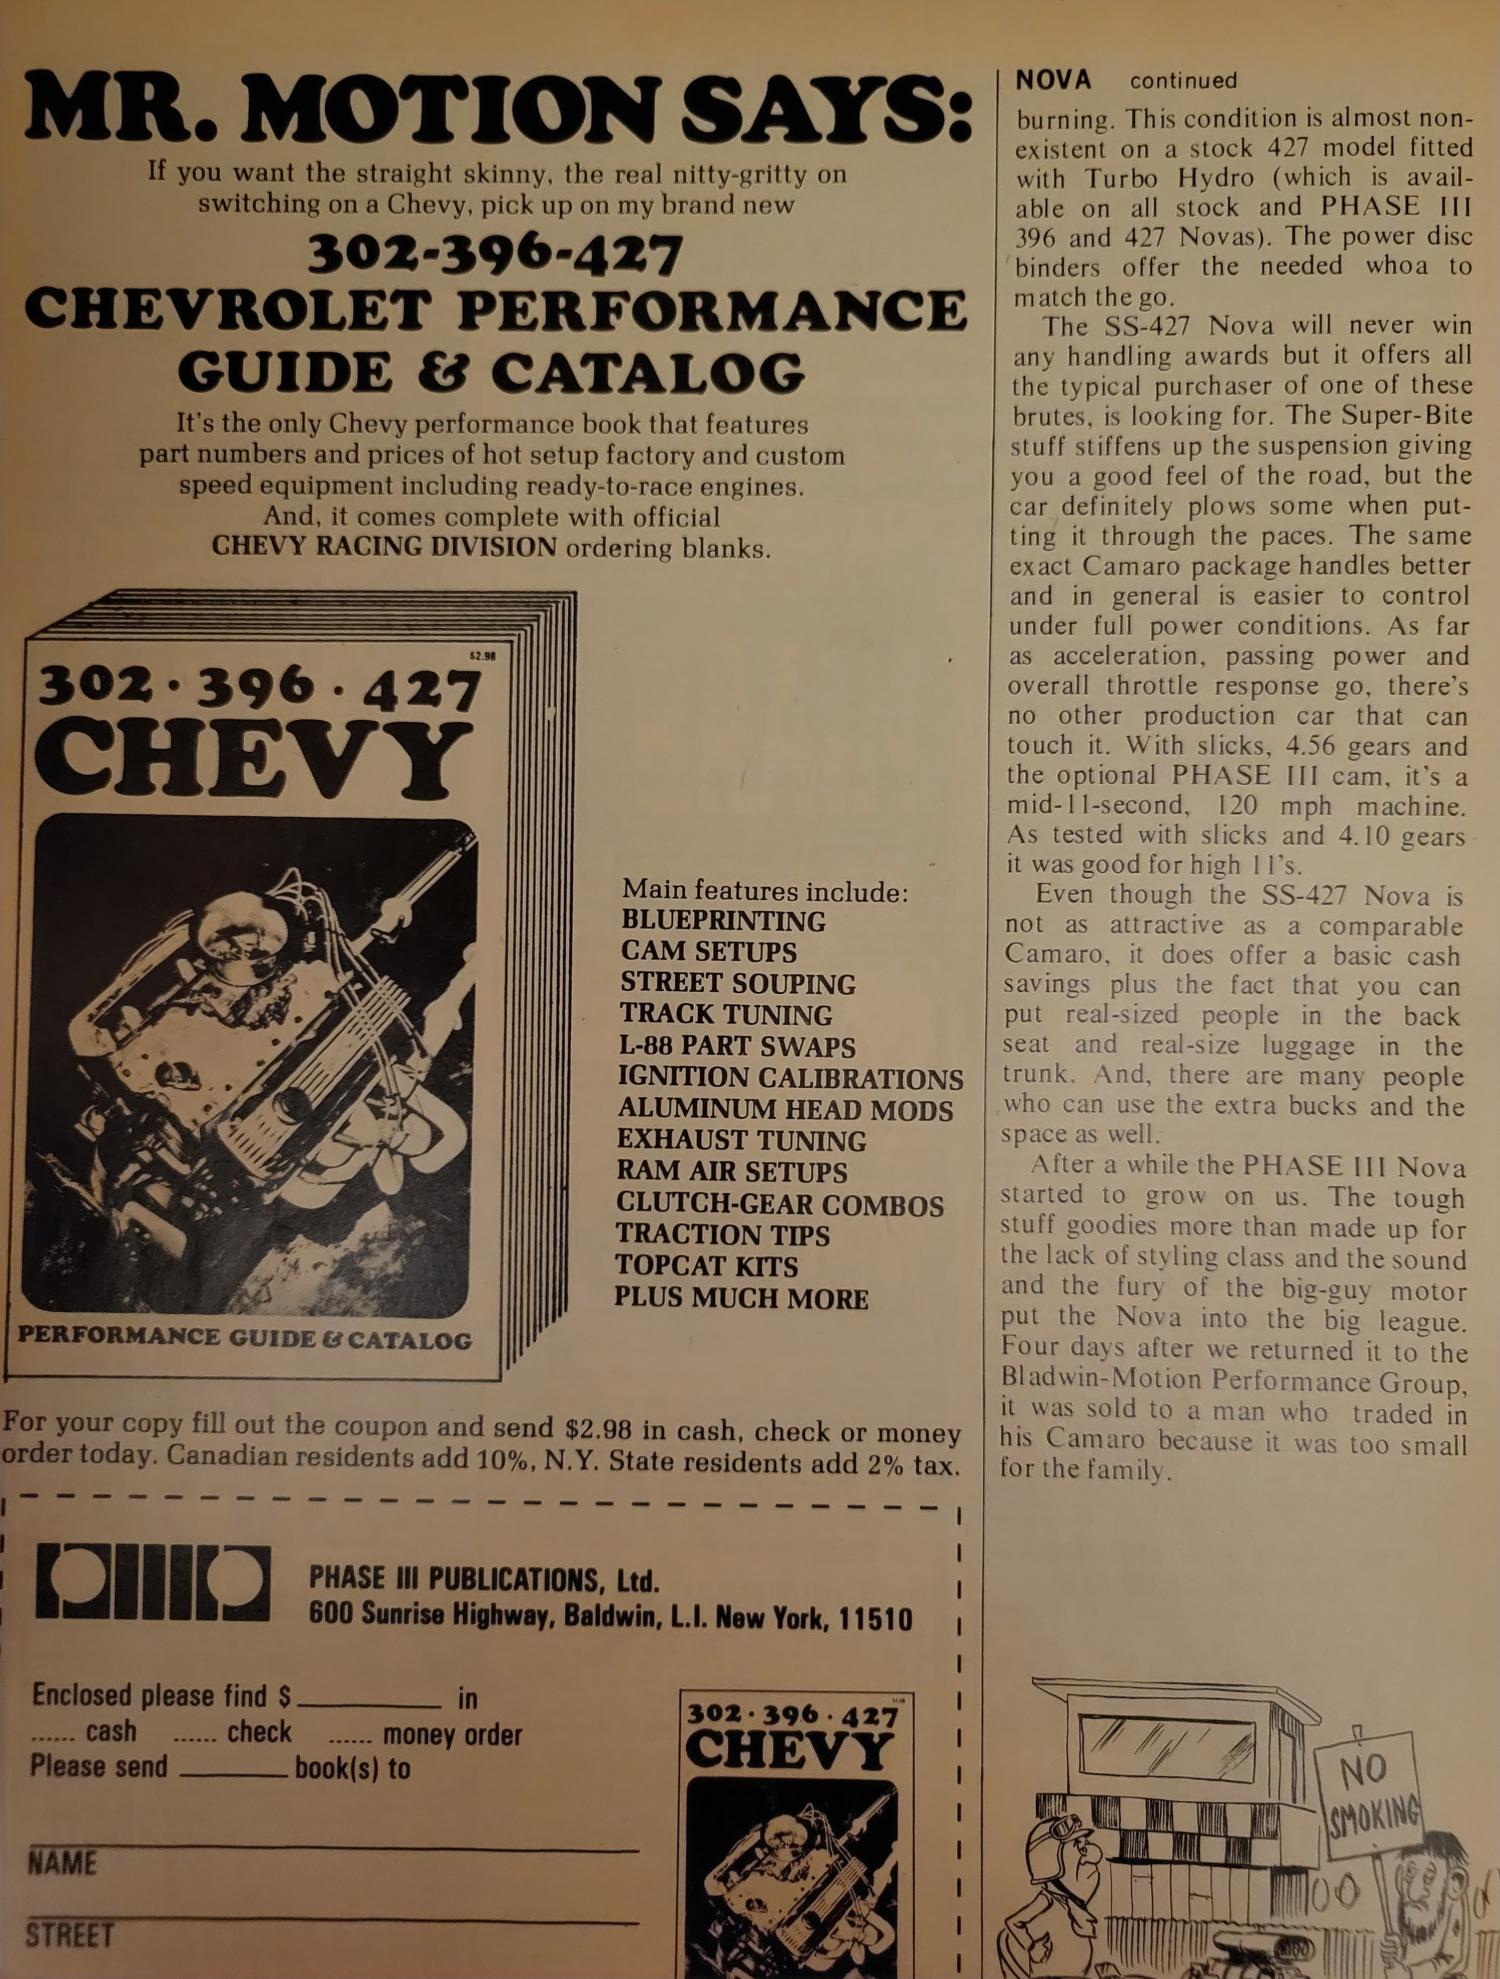 MR. MOTION SAYS:
If you want the straight skinny, the real nitty-gritty on
switching on a Chevy, pick up on my brand new
302-396-427
CHEVROLET PERFORMANCE
GUIDE & CATALOG
It's the only Chevy performance book that features
part numbers and prices of hot setup factory and custom
speed equipment including ready-to-race engines.
And, it comes complete with official
CHEVY RACING DIVISION ordering blanks.
$2.98
302 · 396 · 427
CHEVY
PERFORMANCE GUIDE & CATALOG
Main features include:
BLUEPRINTING
CAM SETUPS
STREET SOUPING
TRACK TUNING
L-88 PART SWAPS
IGNITION CALIBRATIONS
ALUMINUM HEAD MODS
EXHAUST TUNING
RAM AIR SETUPS
CLUTCH-GEAR COMBOS
TRACTION TIPS
TOPCAT KITS
PLUS MUCH MORE
For your copy fill out the coupon and send $2.98 in cash, check or money
order today. Canadian residents add 10%, N.Y. State residents add 2% tax.
PHASE III PUBLICATIONS, Ltd.
600 Sunrise Highway, Baldwin, L.I. New York, 11510
Enclosed please find $__________ in
...... cash ...... check ...... money order
Please send ________ book(s) to
NAME
STREET
302 · 396 · 427
CHEVY
NOVA continued
burning. This condition is almost non-
existent on a stock 427 model fitted
with Turbo Hydro (which is avail-
able on all stock and PHASE III
396 and 427 Novas). The power disc
binders offer the needed whoa to
match the go.
The SS-427 Nova will never win
any handling awards but it offers all
the typical purchaser of one of these
brutes, is looking for. The Super-Bite
stuff stiffens up the suspension giving
you a good feel of the road, but the
car definitely plows some when put-
ting it through the paces. The same
exact Camaro package handles better
and in general is easier to control
under full power conditions. As far
as acceleration, passing power and
overall throttle response go, there's
no other production car that can
touch it. With slicks, 4.56 gears and
the optional PHASE III cam, it's a
mid-11-second, 120 mph machine.
As tested with slicks and 4.10 gears
it was good for high 11's.
Even though the SS-427 Nova is
not as attractive as a comparable
Camaro, it does offer a basic cash
savings plus the fact that you can
put real-sized people in the back
seat and real-size luggage in the
trunk. And, there are many people
who can use the extra bucks and the
space as well.
After a while the PHASE III Nova
started to grow on us. The tough
stuff goodies more than made up for
the lack of styling class and the sound
and the fury of the big-guy motor
put the Nova into the big league.
Four days after we returned it to the
Bladwin-Motion Performance Group,
it was sold to a man who traded in
his Camaro because it was too small
for the family.
NO
SMOKING